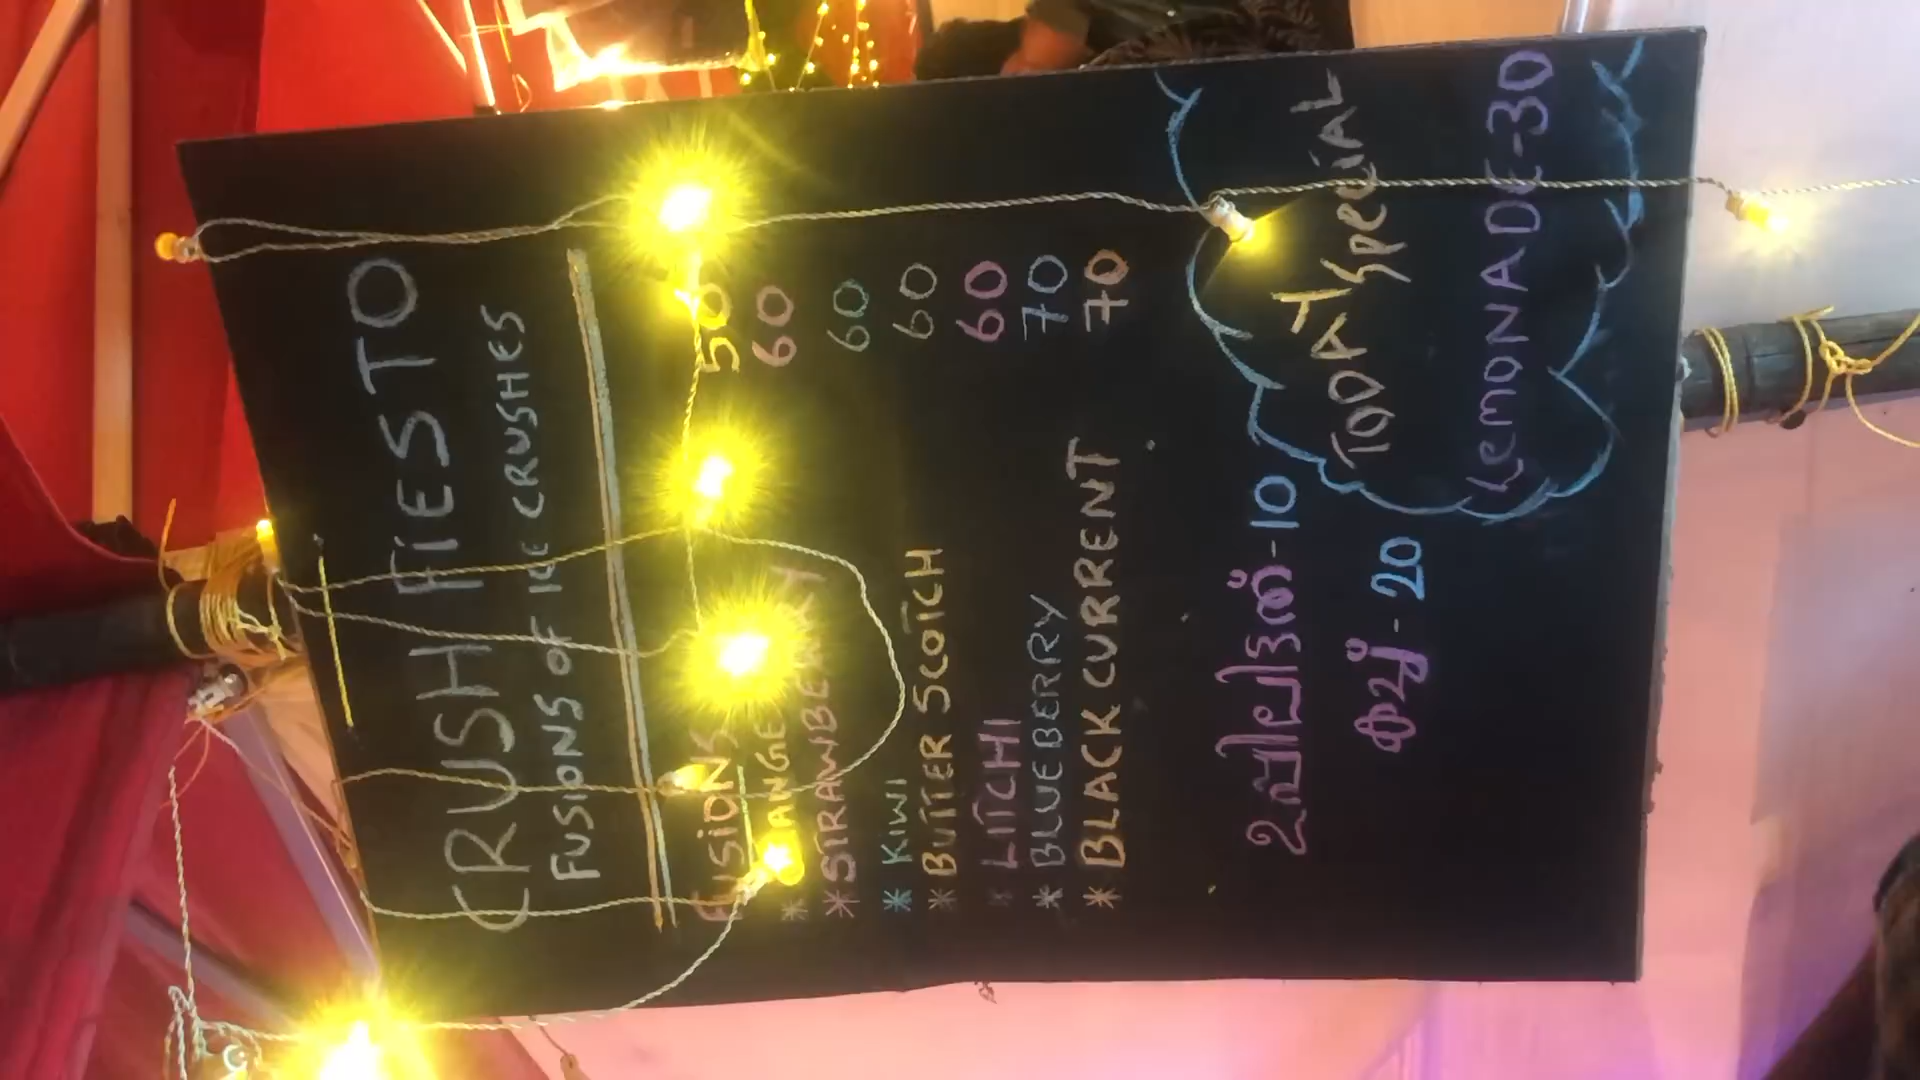 CRUSH FiESTO
FUSIONS OF ICE CRUSHES
FUSIONS
* ORANGE 50
* STRAWBERRY 60
* KIWI 60
* BUTTER SCOTCH 60
* LITCHI 60
* BLUEBERRY 70
* BLACK CURRENT 70
ഉപ്പിലിട്ടത്-10
കപ്പ്-20
TODAY Special
LemONADE-30